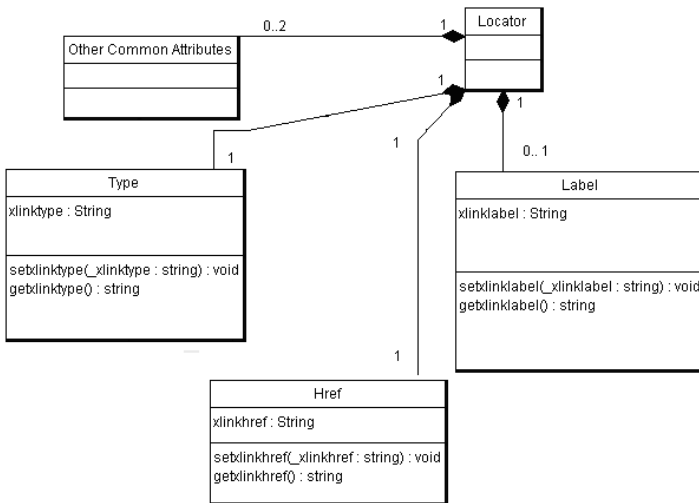 0..2
1
Locator
Other Common Attributes
1
1
1
1
0.. 1
Type
xlinktype : String
setxlinktype(_xlinktype : string) : void
getxlinktype() : string
Label
xlinklabel : String
setxlinklabel(_xlinklabel : string) : void
getxlinklabel() : string
1
Href
xlinkhref : String
setxlinkhref(_xlinkhref : string) : void
getxlinkhref() : string